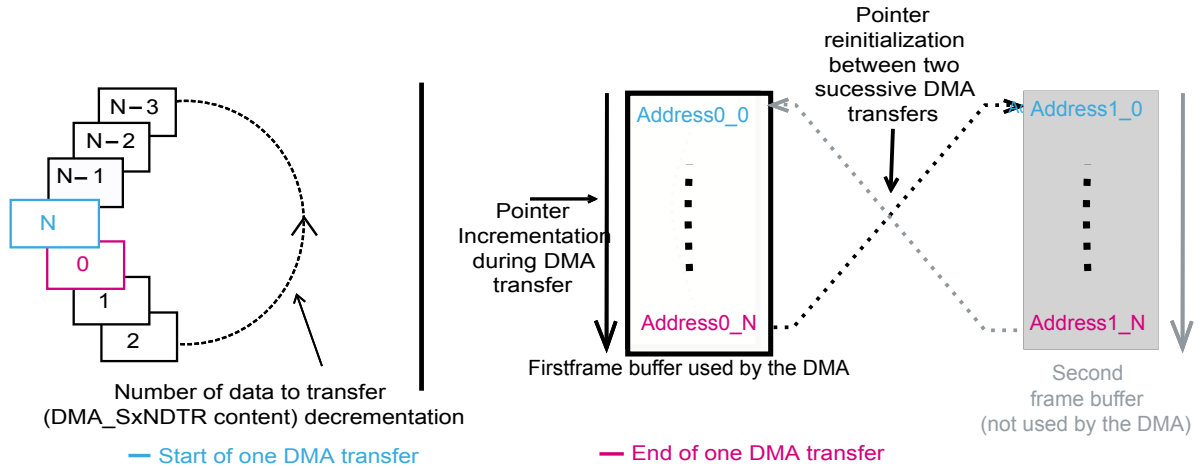 N-3
N-2
N-1
N
0
1
2
Number of data to transfer
(DMA_SxNDTR content) decrementation
Pointer
Incrementation
during DMA
transfer
Address0_0
Address0_N
Firstframe buffer used by the DMA
Pointer
reinitialization
between two
sucessive DMA
transfers
Address1_0
Address1_N
Second
frame buffer
(not used by the DMA)
Start of one DMA transfer
End of one DMA transfer